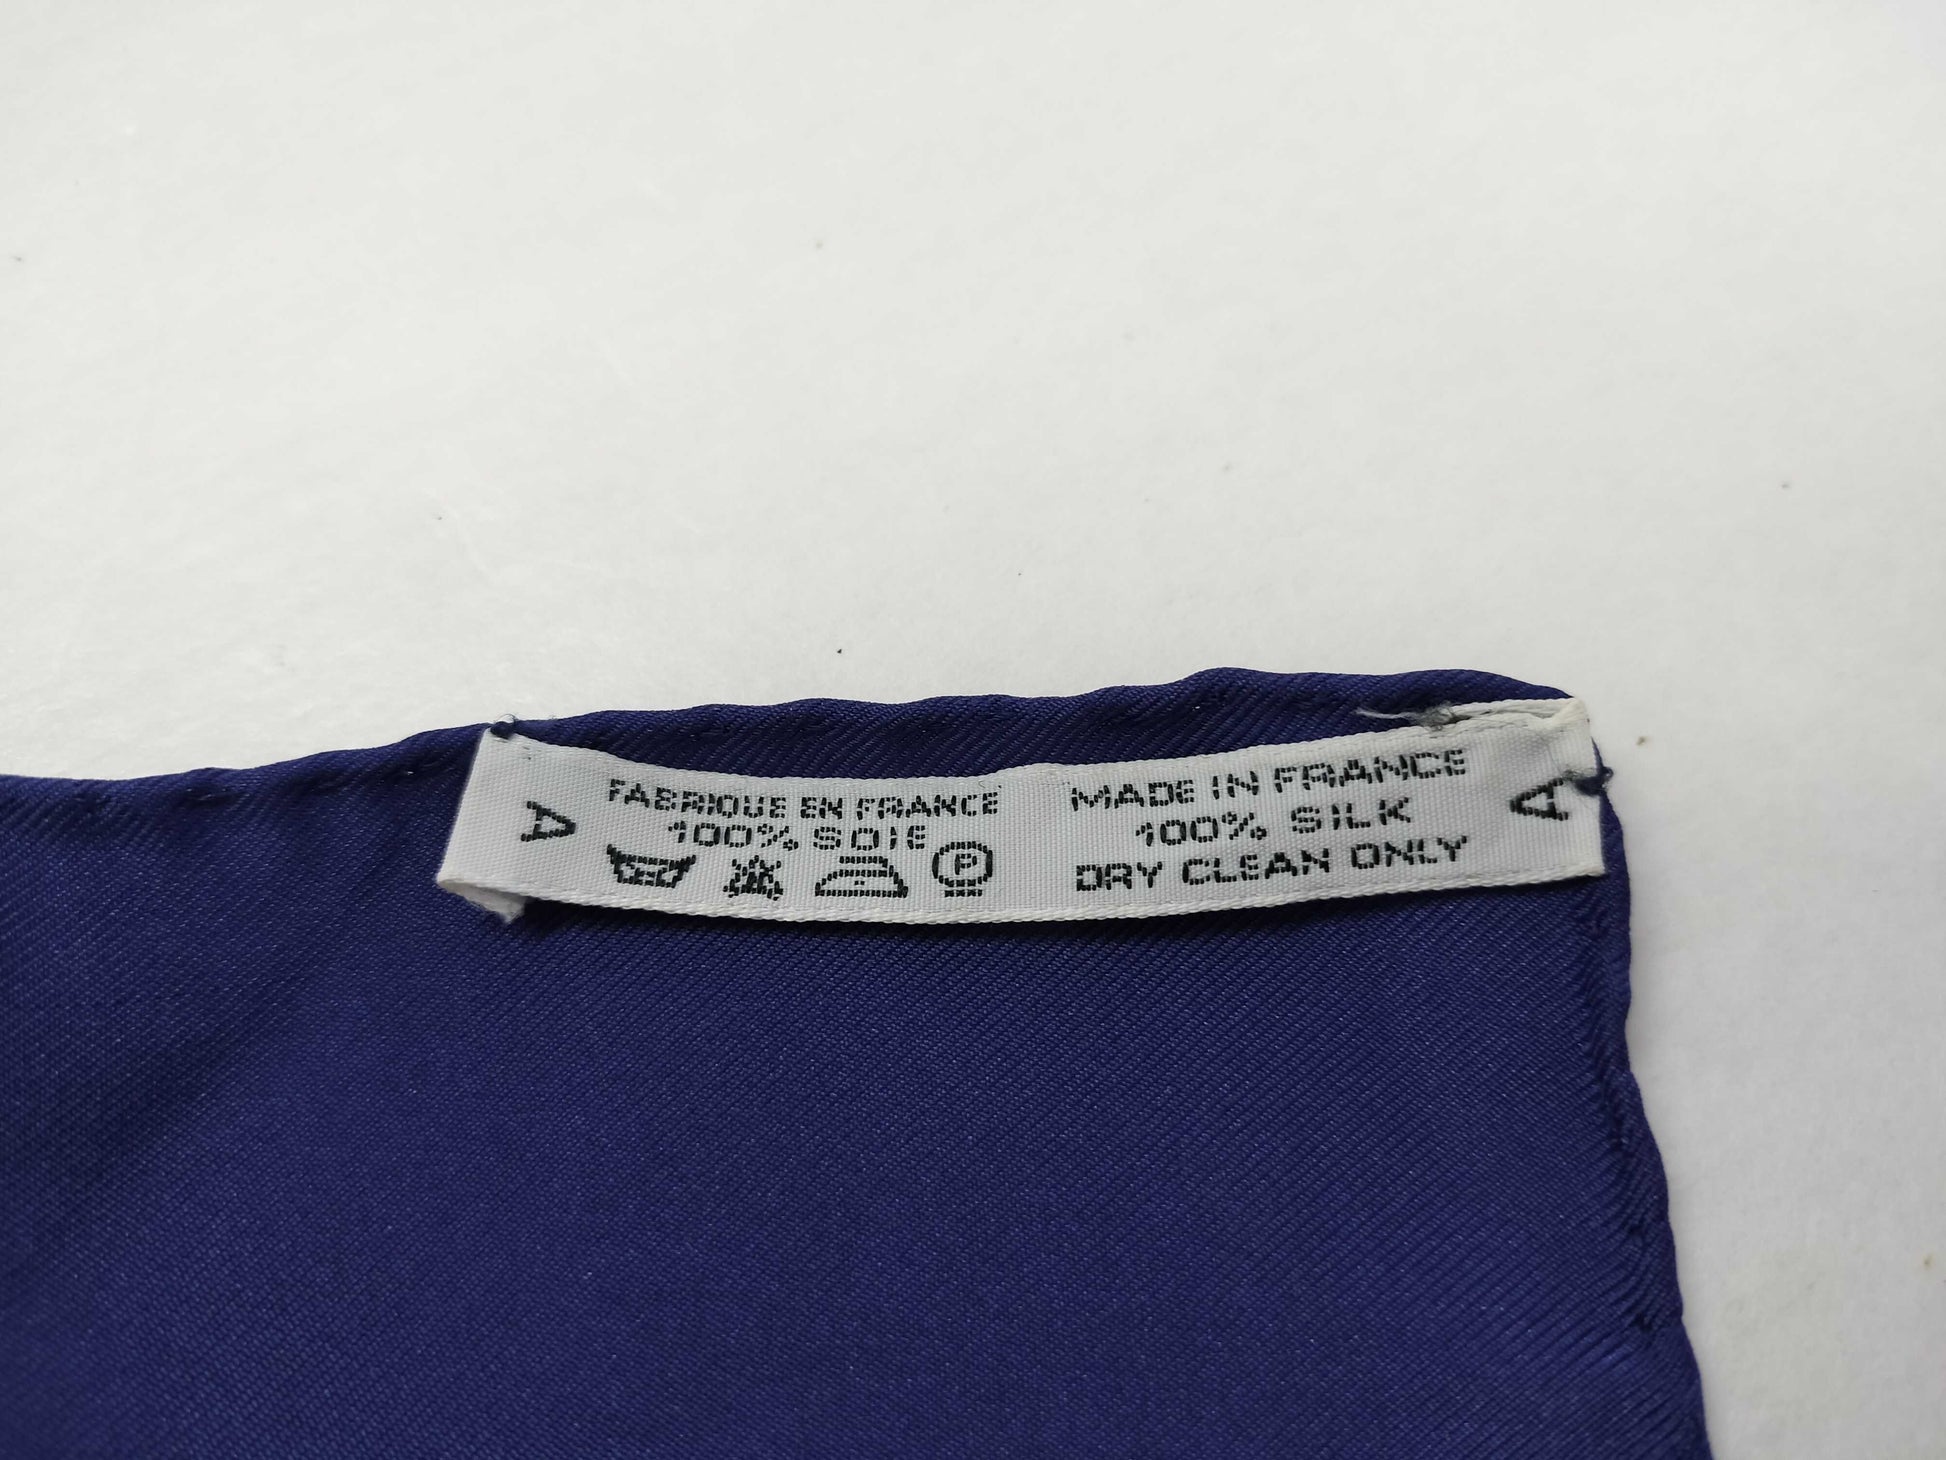 A
FABRIQUE EN FRANCE
100% SOIE
P
MADE IN FRANCE
100% SILK
DRY CLEAN ONLY
A